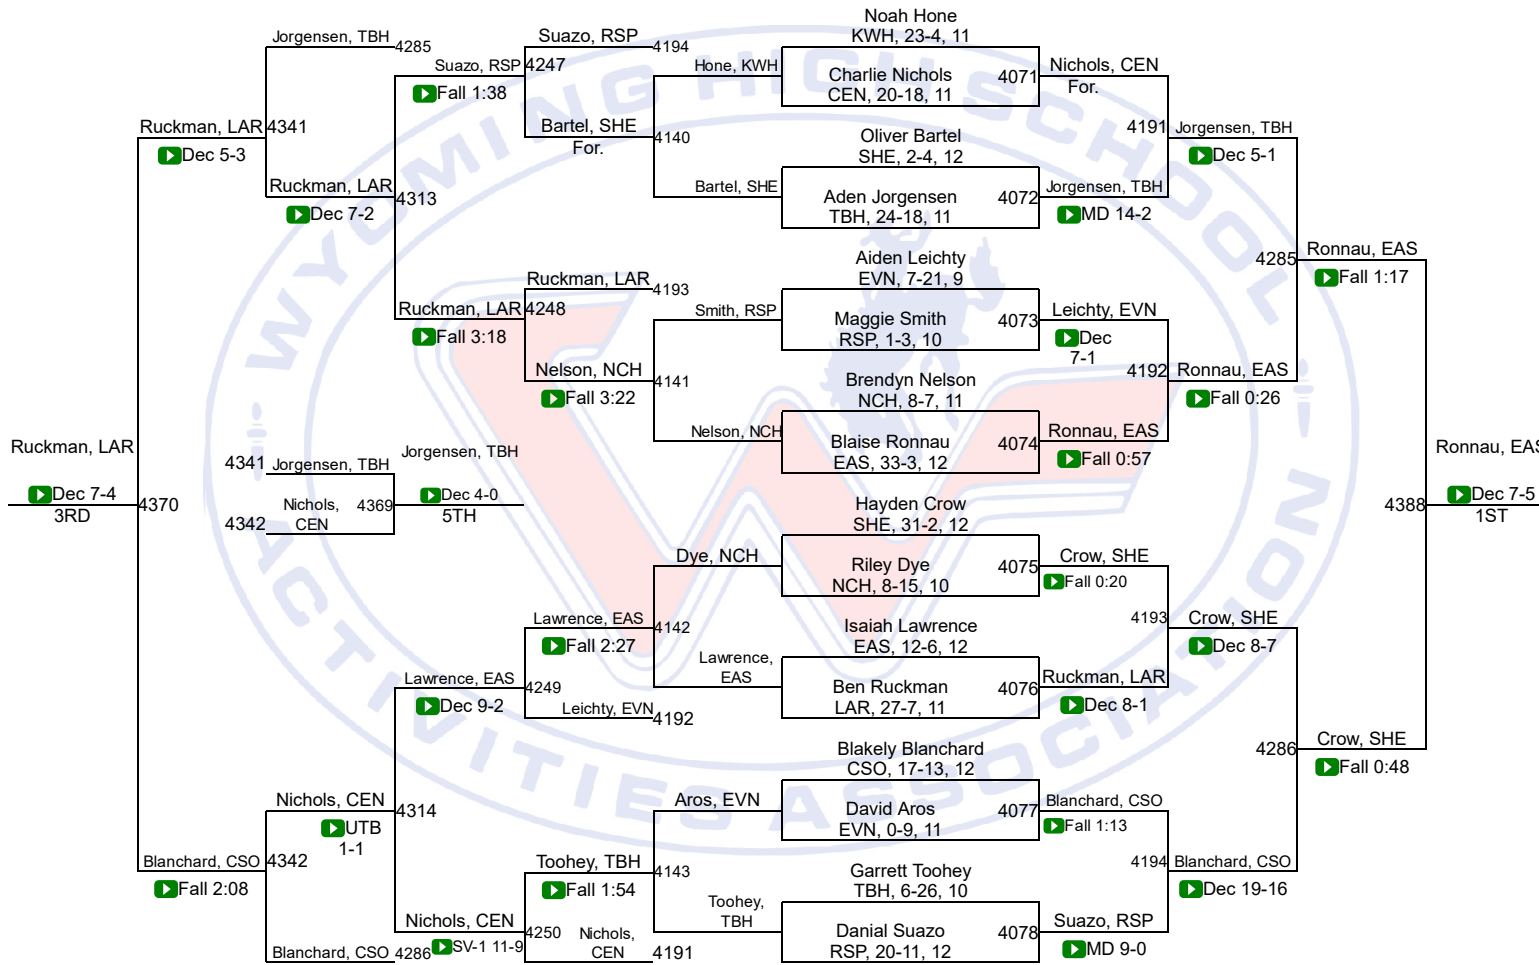 Noah Hone
KWH, 23-4, 11
Jorgensen, TBH
4285
Suazo, RSP
4194
Suazo, RSP
4247
Fall 1:38
Hone, KWH
Charlie Nichols
CEN, 20-18, 11
4071
Nichols, CEN
For.
Ruckman, LAR
4341
Dec 5-3
Bartel, SHE
For.
4140
Oliver Bartel
SHE, 2-4, 12
4191
Jorgensen, TBH
Dec 5-1
Ruckman, LAR
4313
Dec 7-2
Bartel, SHE
Aden Jorgensen
TBH, 24-18, 11
4072
Jorgensen, TBH
MD 14-2
Aiden Leichty
EVN, 7-21, 9
4285
Ronnau, EAS
Fall 1:17
Ruckman, LAR
4193
Ruckman, LAR
4248
Fall 3:18
Smith, RSP
Maggie Smith
RSP, 1-3, 10
4073
Leichty, EVN
Dec
7-1
Nelson, NCH
4141
Fall 3:22
Brendyn Nelson
NCH, 8-7, 11
4192
Ronnau, EAS
Fall 0:26
Nelson, NCH
Blaise Ronnau
EAS, 33-3, 12
4074
Ronnau, EAS
Fall 0:57
Ruckman, LAR
Dec 7-4
3RD
4370
4341
Jorgensen, TBH
Nichols,
CEN
4342
4369
Jorgensen, TBH
Dec 4-0
5TH
Hayden Crow
SHE, 31-2, 12
4388
Ronnau, EAS
Dec 7-5
1ST
Dye, NCH
Riley Dye
NCH, 8-15, 10
4075
Crow, SHE
Fall 0:20
Lawrence, EAS
4142
Fall 2:27
Isaiah Lawrence
EAS, 12-6, 12
4193
Crow, SHE
Dec 8-7
Lawrence, EAS
4249
Dec 9-2
Leichty, EVN
4192
Lawrence,
EAS
Ben Ruckman
LAR, 27-7, 11
4076
Ruckman, LAR
Dec 8-1
Blakely Blanchard
CSO, 17-13, 12
4286
Crow, SHE
Fall 0:48
Nichols, CEN
4314
UTB
1-1
Aros, EVN
David Aros
EVN, 0-9, 11
4077
Blanchard, CSO
Fall 1:13
Blanchard, CSO
4342
Fall 2:08
Toohey, TBH
4143
Fall 1:54
Garrett Toohey
TBH, 6-26, 10
4194
Blanchard, CSO
Dec 19-16
Nichols, CEN
4250
SV-1 11-9
Toohey,
TBH
Danial Suazo
RSP, 20-11, 12
4078
Suazo, RSP
MD 9-0
Blanchard, CSO
4286
Nichols,
CEN
4191
WYOMING HIGH SCHOOL
ACTIVITIES ASSOCIATION